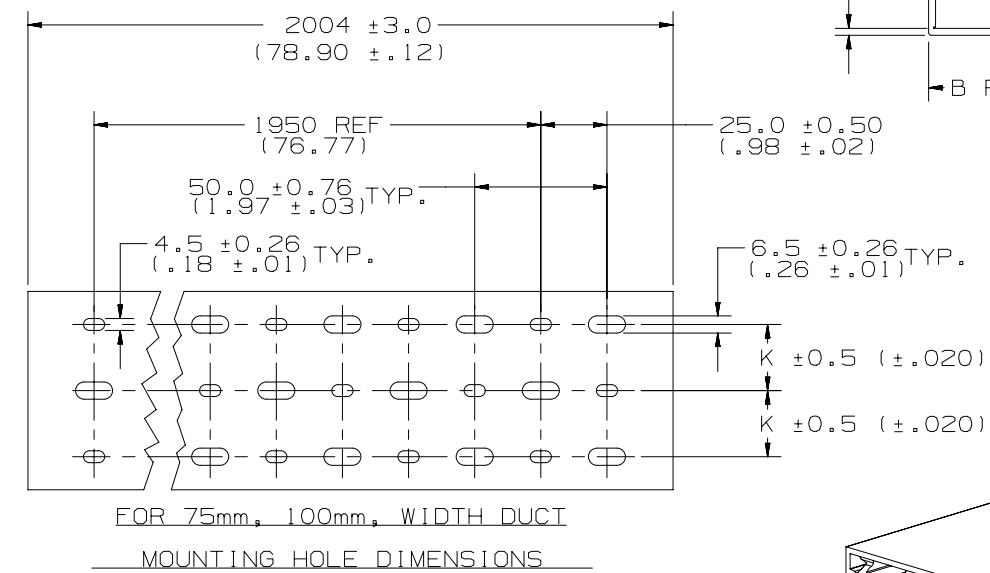 2004 ±3.0
(78.90 ±.12)
B
1950 REF
(76.77)
25.0 ±0.50
(.98 ±.02)
50.0 ±0.76 TYP.
(1.97 ±.03)
4.5 ±0.26 TYP.
(.18 ±.01)
6.5 ±0.26 TYP.
(.26 ±.01)
K ±0.5 (±.020)
K ±0.5 (±.020)
FOR 75mm, 100mm, WIDTH DUCT
MOUNTING HOLE DIMENSIONS